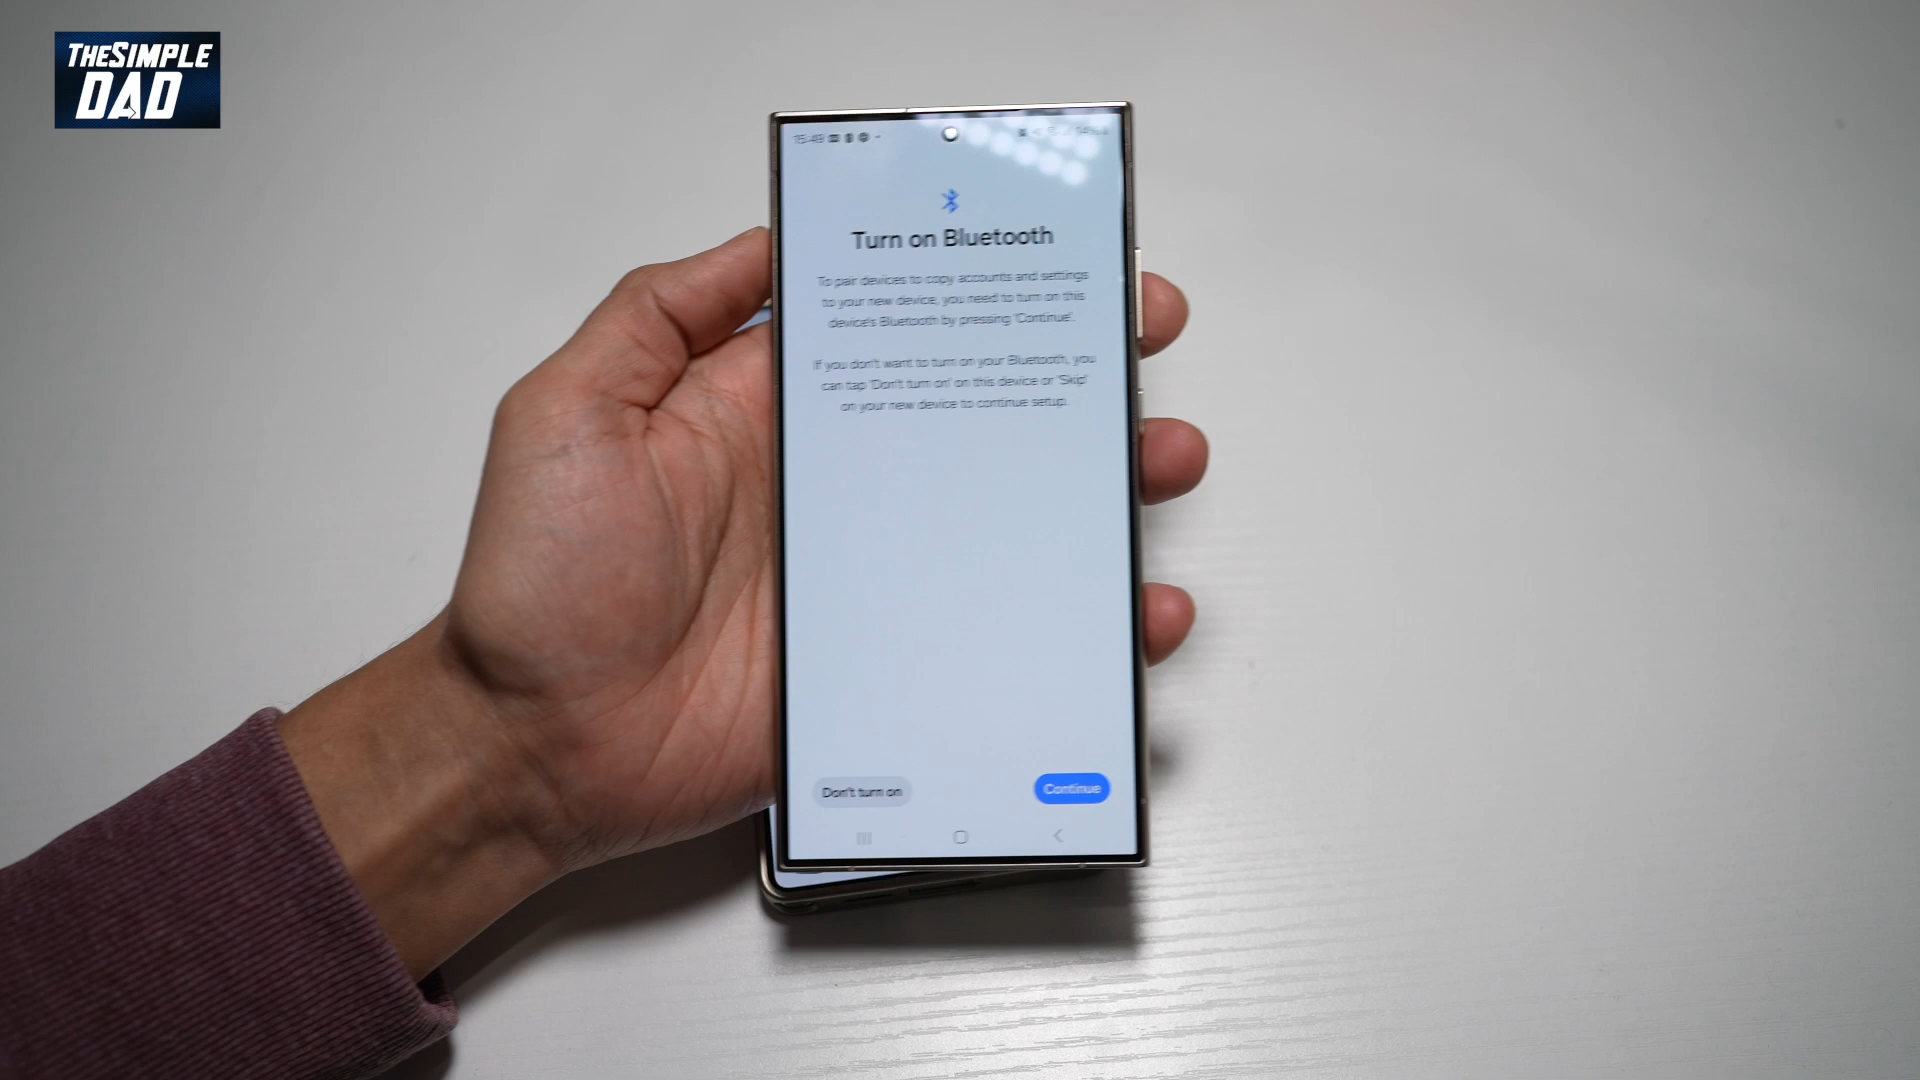 THESIMPLE
DAD
15:49
Turn on Bluetooth
To pair devices to copy accounts and settings
to your new device, you need to turn on this
device's Bluetooth by pressing 'Continue'.
If you don't want to turn on your Bluetooth, you
can tap 'Don't turn on' on this device or 'Skip'
on your new device to continue setup.
Don't turn on
Continue